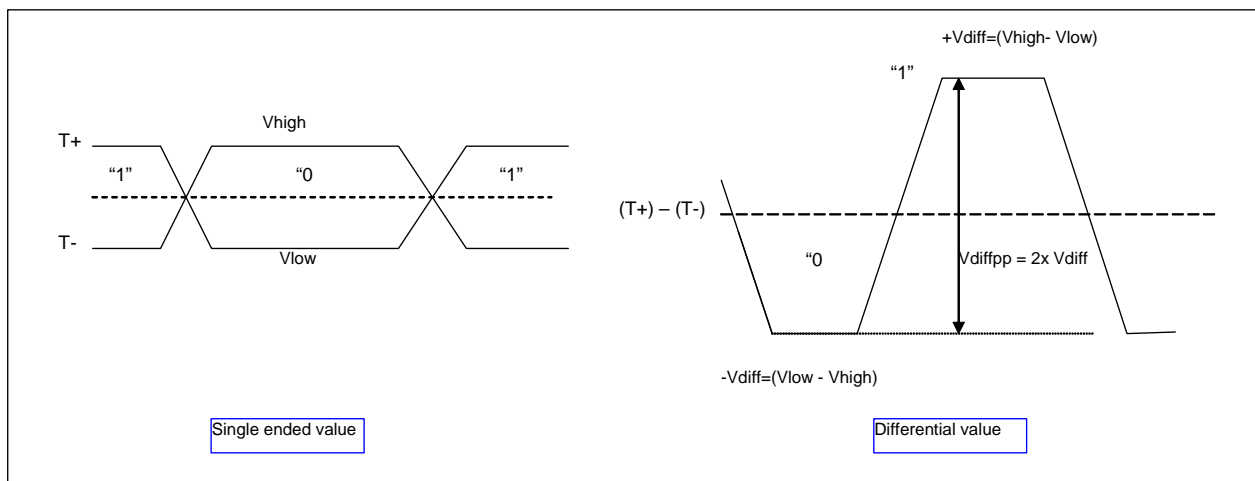 +Vdiff=(Vhigh- Vlow)
“1”
Vhigh
T+
“1”
“0
“1”
(T+) – (T-)
T-
Vlow
“0
Vdiffpp = 2x Vdiff
-Vdiff=(Vlow - Vhigh)
Single ended value
Differential value